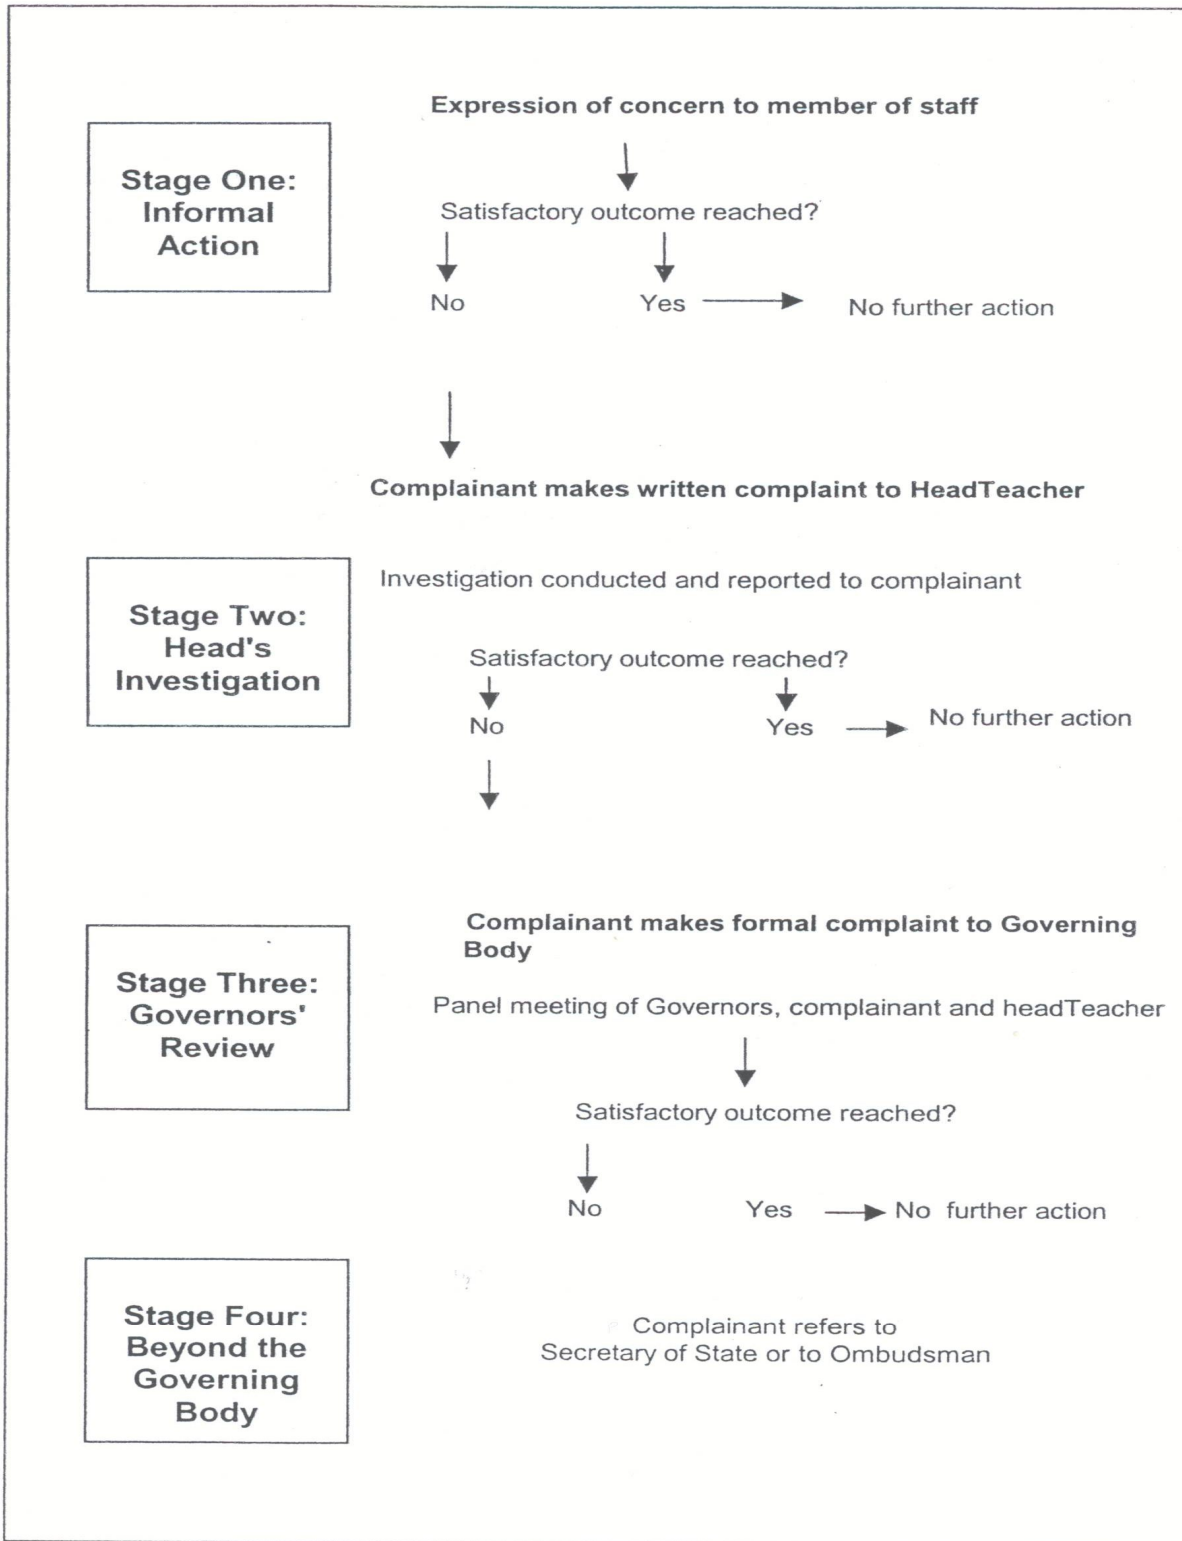 Expression of concern to member of staff
Stage One:
Informal
Action
Satisfactory outcome reached?
No
Yes
No further action
Complainant makes written complaint to HeadTeacher
Stage Two:
Head's
Investigation
Investigation conducted and reported to complainant
Satisfactory outcome reached?
No
Yes
No further action
Complainant makes formal complaint to Governing
Body
Stage Three:
Governors'
Review
Panel meeting of Governors, complainant and headTeacher
Satisfactory outcome reached?
No
Yes
No further action
Stage Four:
Beyond the
Governing
Body
Complainant refers to
Secretary of State or to Ombudsman